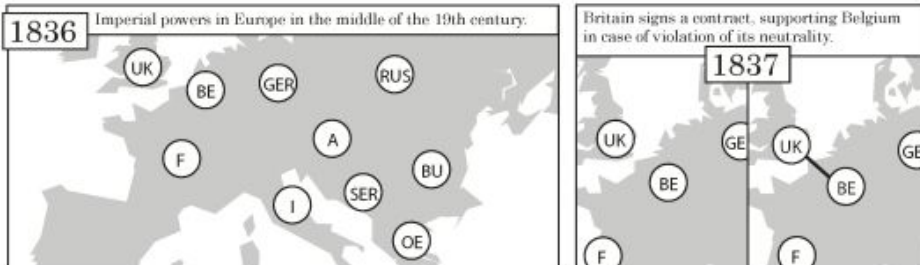 1836
Imperial powers in Europe in the middle of the 19th century.
UK
BE
GER
RUS
F
A
BU
SER
I
OE
Britain signs a contract, supporting Belgium
in case of violation of its neutrality.
1837
UK
GE
BE
F
UK
GE
BE
F